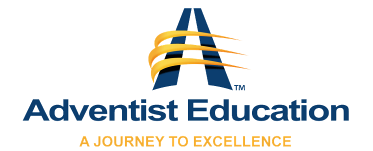 TM
Adventist Education
A JOURNEY TO EXCELLENCE